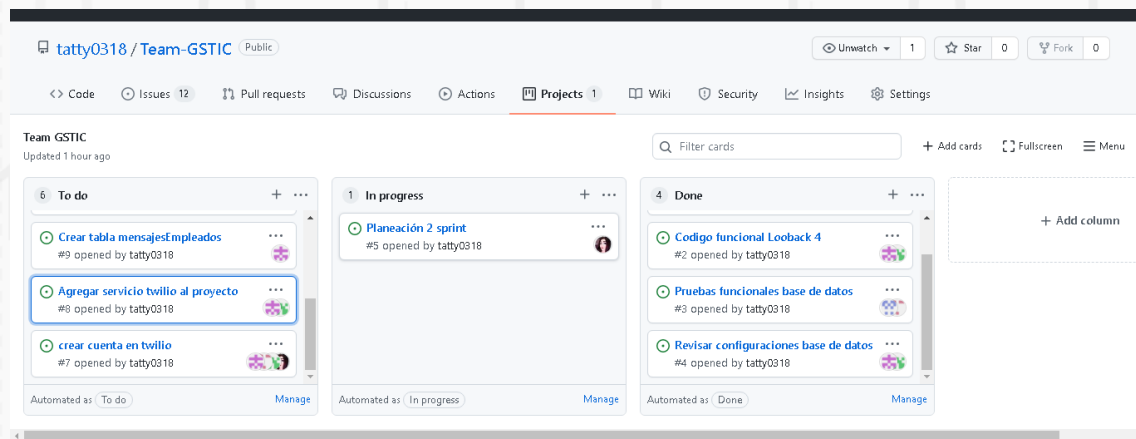 tatty0318 / Team-GSTIC Public
Unwatch 1 Star 0 Fork 0
Code Issues 12 Pull requests Discussions Actions Projects 1 Wiki Security Insights Settings
Team GSTIC
Updated 1 hour ago
Filter cards
+ Add cards Fullscreen Menu
6 To do
Crear tabla mensajesEmpleados
#9 opened by tatty0318
Agregar servicio twilio al proyecto
#8 opened by tatty0318
crear cuenta en twilio
#7 opened by tatty0318
Automated as To do Manage
1 In progress
Planeación 2 sprint
#5 opened by tatty0318
Automated as In progress Manage
4 Done
Codigo funcional Looback 4
#2 opened by tatty0318
Pruebas funcionales base de datos
#3 opened by tatty0318
Revisar configuraciones base de datos
#4 opened by tatty0318
Automated as Done Manage
+ Add column